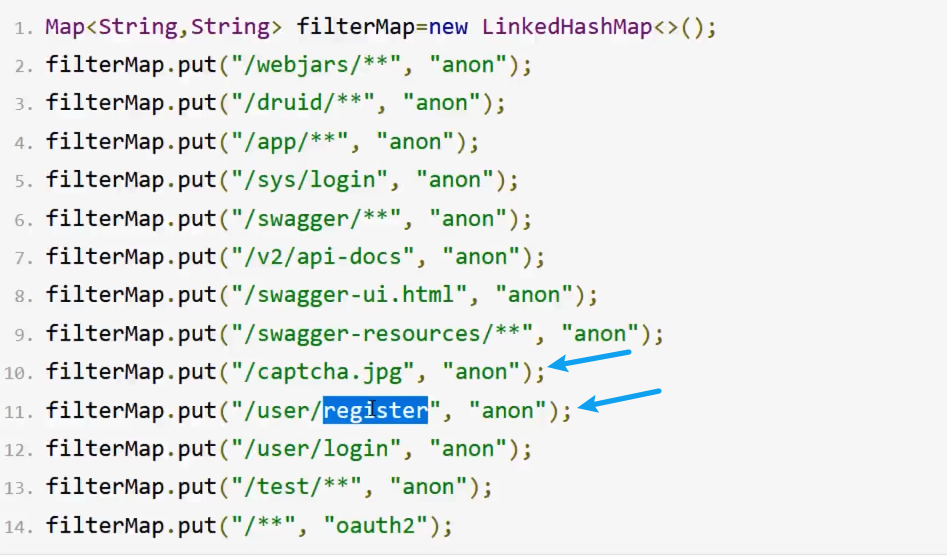 1. Map<String,String> filterMap=new LinkedHashMap<>();
2. filterMap.put("/webjars/**", "anon");
3. filterMap.put("/druid/**", "anon");
4. filterMap.put("/app/**", "anon");
5. filterMap.put("/sys/login", "anon");
6. filterMap.put("/swagger/**", "anon");
7. filterMap.put("/v2/api-docs", "anon");
8. filterMap.put("/swagger-ui.html", "anon");
9. filterMap.put("/swagger-resources/**", "anon");
10. filterMap.put("/captcha.jpg", "anon");
11. filterMap.put("/user/register", "anon");
12. filterMap.put("/user/login", "anon");
13. filterMap.put("/test/**", "anon");
14. filterMap.put("/**", "oauth2");